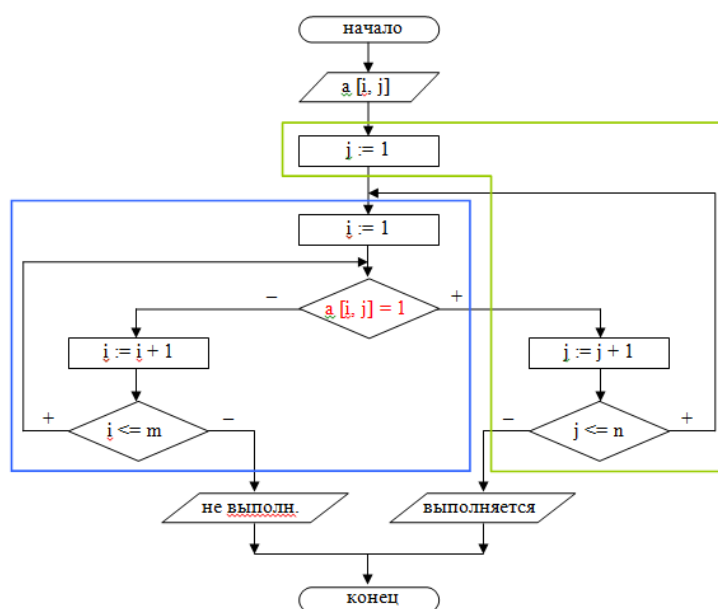 начало
a [i, j]
j := 1
i := 1
a [i, j] = 1
–
+
i := i + 1
j := j + 1
+
i <= m
–
–
j <= n
+
не выполн.
выполняется
конец